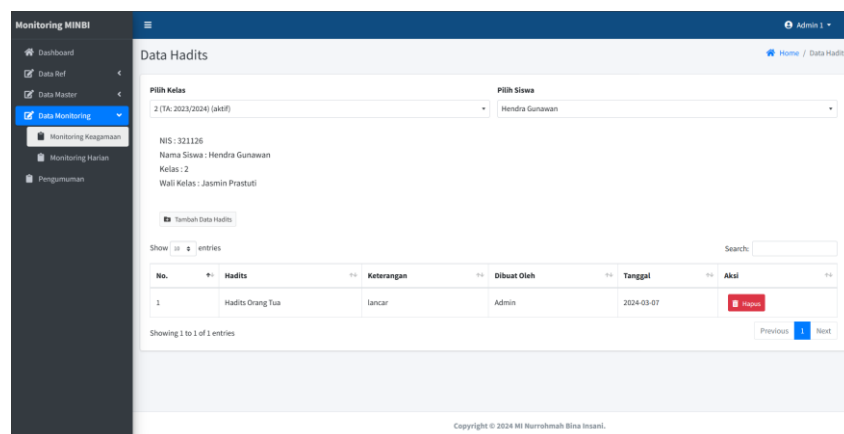 Monitoring MINBI
Admin 1
Dashboard
Data Ref
Data Master
Data Monitoring
Monitoring Keagamaan
Monitoring Harian
Pengumuman
Data Hadits
Home / Data Hadit
Pilih Kelas
Pilih Siswa
2 (TA: 2023/2024) (aktif)
Hendra Gunawan
NIS : 321126
Nama Siswa : Hendra Gunawan
Kelas : 2
Wali Kelas : Jasmin Prastuti
Tambah Data Hadits
Show 10 entries
Search:
No. Hadits Keterangan Dibuat Oleh Tanggal Aksi
1 Hadits Orang Tua lancar Admin 2024-03-07 Hapus
Showing 1 to 1 of 1 entries
Previous 1 Next
Copyright © 2024 MI Nurrohmah Bina Insani.